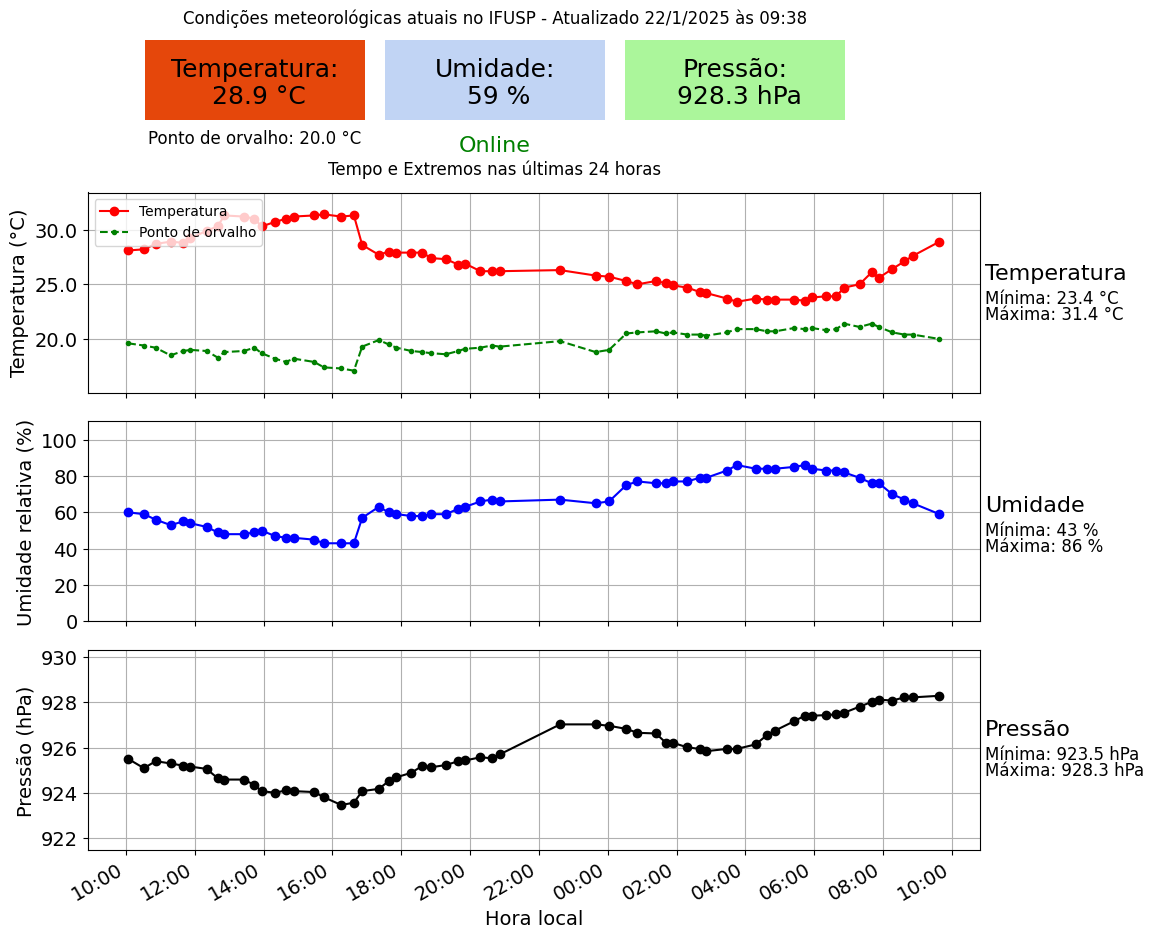 Condições meteorológicas atuais no IFUSP - Atualizado 22/1/2025 às 09:38
Temperatura:
28.9 °C
Umidade:
59 %
Pressão:
928.3 hPa
Ponto de orvalho: 20.0 °C
Online
Tempo e Extremos nas últimas 24 horas
Temperatura (°C)
30.0
25.0
20.0
Temperatura
Ponto de orvalho
Temperatura
Mínima: 23.4 °C
Máxima: 31.4 °C
Umidade relativa (%)
100
80
60
40
20
0
Umidade
Mínima: 43 %
Máxima: 86 %
Pressão (hPa)
930
928
926
924
922
Pressão
Mínima: 923.5 hPa
Máxima: 928.3 hPa
10:00 12:00 14:00 16:00 18:00 20:00 22:00 00:00 02:00 04:00 06:00 08:00 10:00
Hora local